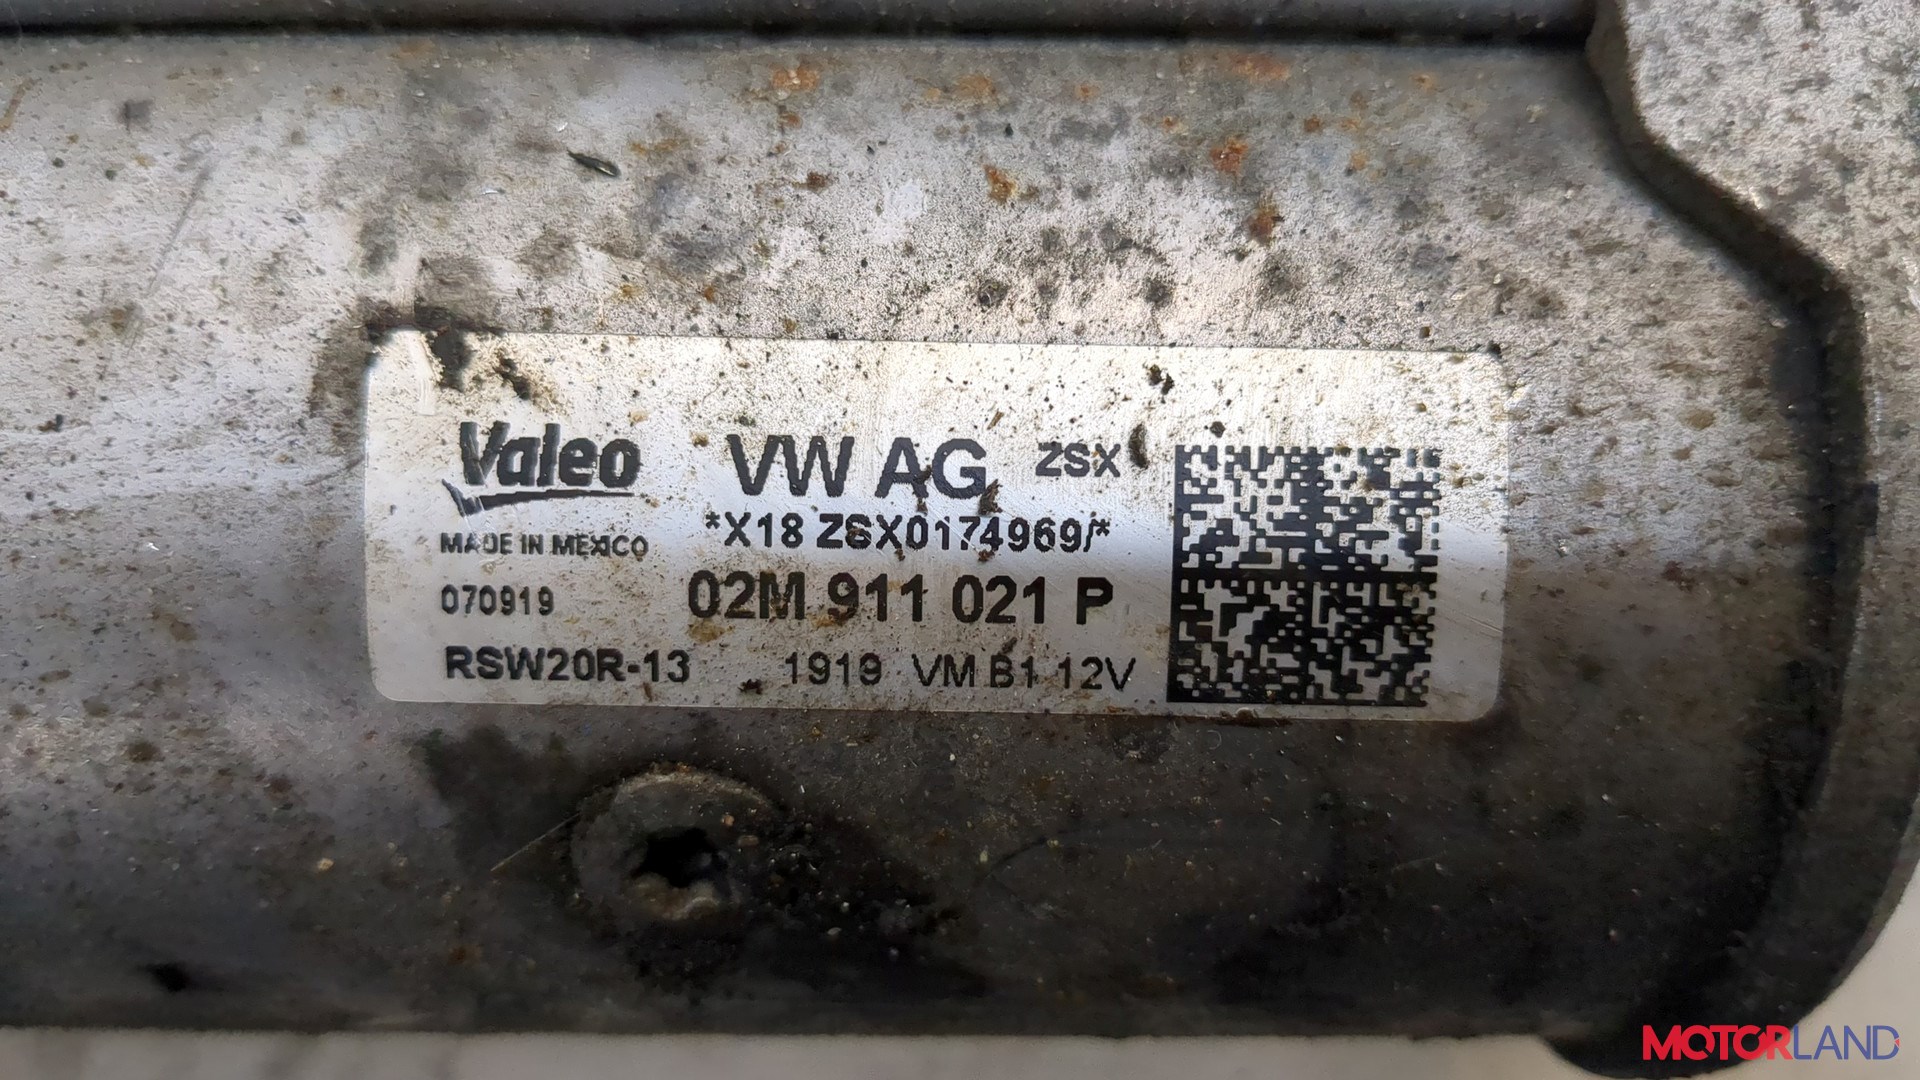 Valeo VW AG ZSX
*X18 ZSX0174969/*
MADE IN MEXICO
070919 02M 911 021 P
RSW20R-13 1919 VM B1 12V
MOTORLAND